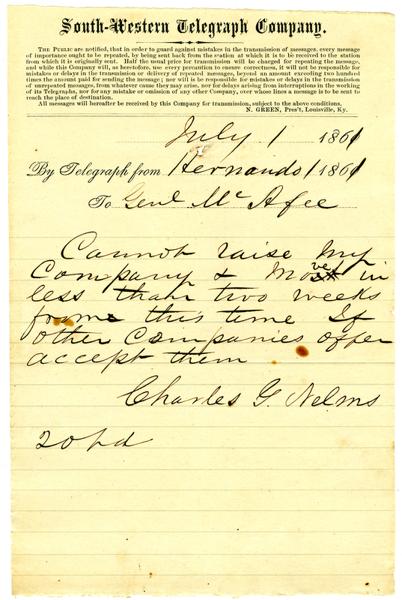 South-Western Telegraph Company.
The Public are notified, that in order to guard against mistakes in the transmission of messages, every message
of importance ought to be repeated, by being sent back from the station at which it is to be received to the station
from which it is originally sent. Half the usual price for transmission will be charged for repeating the message,
and while this Company will, as heretofore, use every precaution to ensure correctness, it will not be responsible for
mistakes or delays in the transmission or delivery of repeated messages, beyond an amount exceeding two hundred
times the amount paid for sending the message; nor will it be responsible for mistakes or delays in the transmission
of unrepeated messages, from whatever cause they may arise, nor for delays arising from interruptions in the working
of its Telegraphs, nor for any mistake or omission of any other Company, over whose lines a message is to be sent to
reach the place of destination.
All messages will hereafter be received by this Company for transmission, subject to the above conditions.
N. GREEN, Pres't, Louisville, Ky.
July 1 1861
By Telegraph from Hernando 1 1861
To Genl McAfee
Cannot raise my
Company & move in
less than two weeks
from this time If
other companies offer
accept them
Charles G. Nelms
20 pd